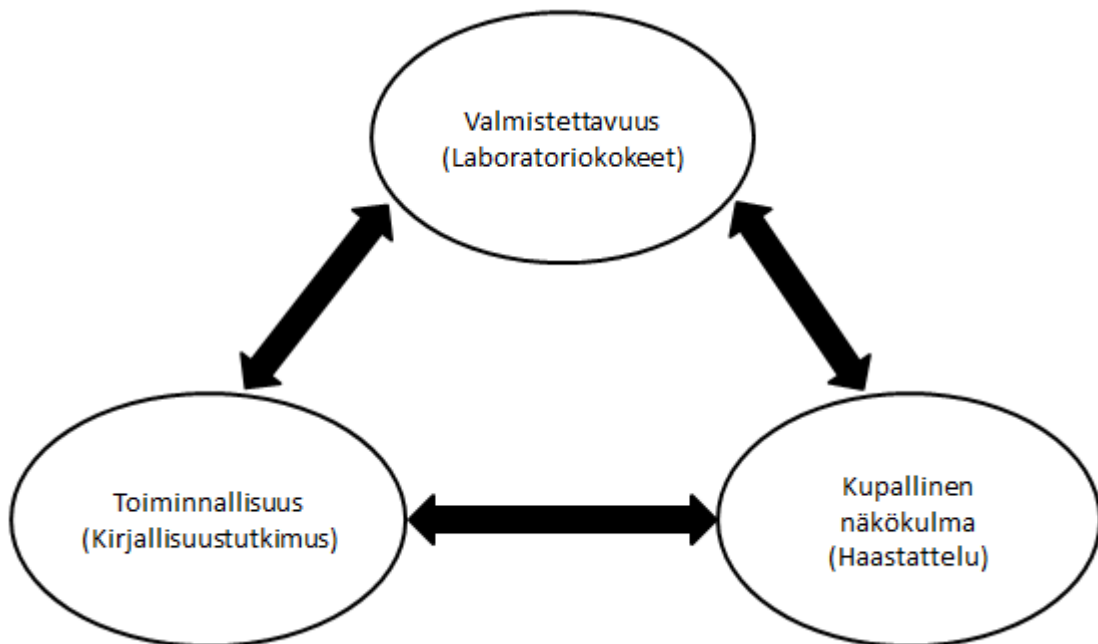 Valmistettavuus
(Laboratoriokokeet)
Toiminnallisuus
(Kirjallisuustutkimus)
Kupallinen
näkökulma
(Haastattelu)